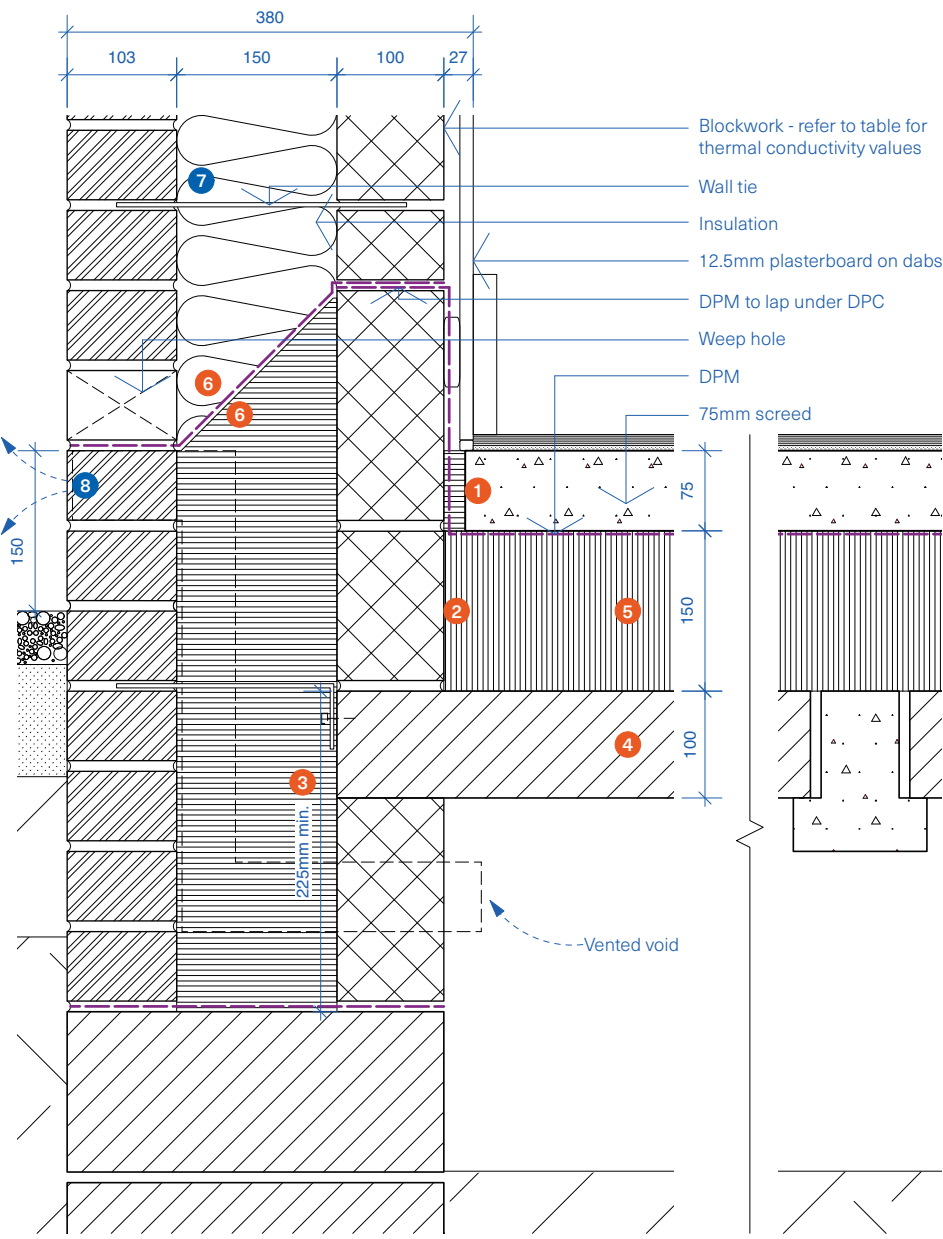 380
103 150 100 27
Blockwork - refer to table for
thermal conductivity values
7
Wall tie
Insulation
12.5mm plasterboard on dabs
DPM to lap under DPC
Weep hole
DPM
6
6
75mm screed
8
1
75
150
2
5
150
4
100
3
225mm min.
Vented void